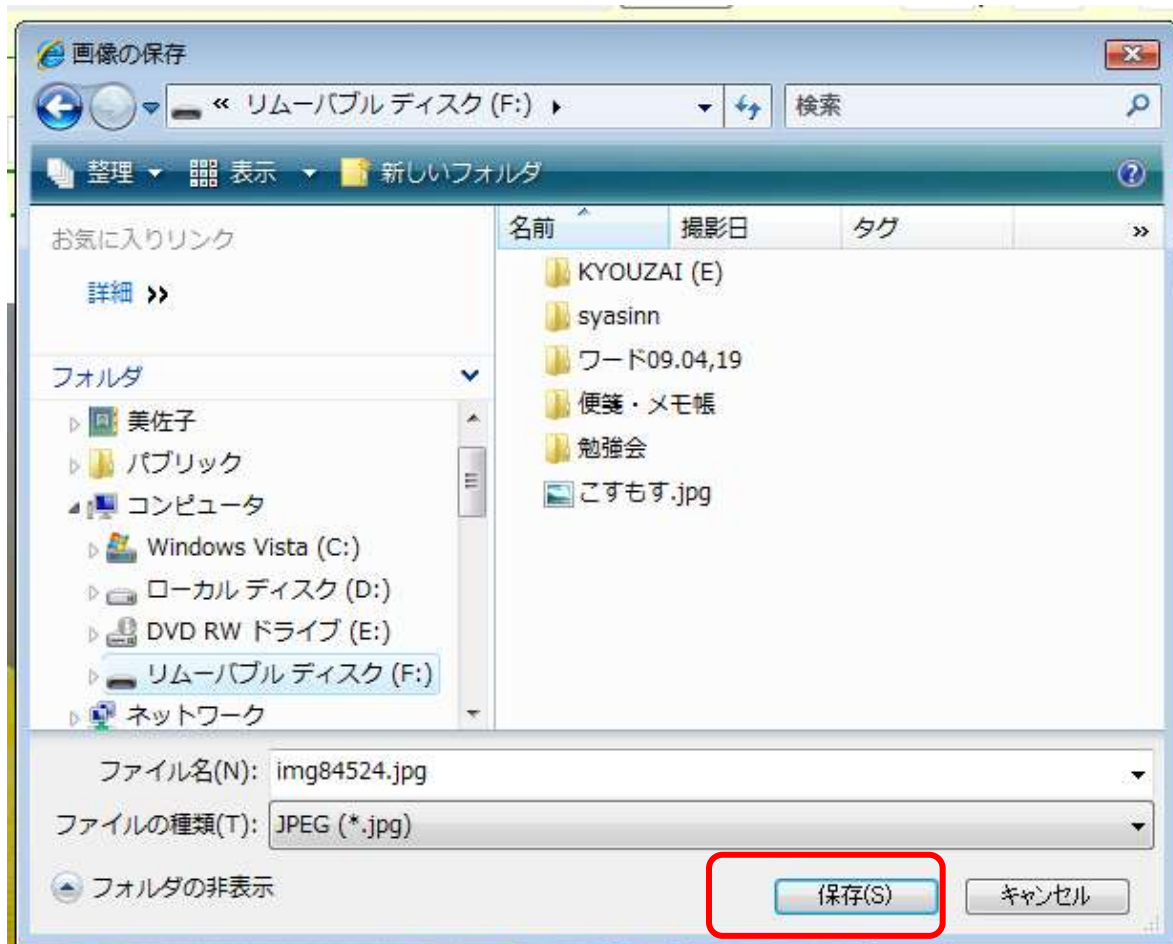 画像の保存
« リムーバブル ディスク (F:)
検索
整理 表示 新しいフォルダ
お気に入りリンク
詳細 »
フォルダ
美佐子
パブリック
コンピュータ
Windows Vista (C:)
ローカル ディスク (D:)
DVD RW ドライブ (E:)
リムーバブル ディスク (F:)
ネットワーク
名前 撮影日 タグ »
KYOUZAI (E)
syasinn
ワード09.04,19
便箋・メモ帳
勉強会
こすもす.jpg
ファイル名(N): img84524.jpg
ファイルの種類(T): JPEG (*.jpg)
フォルダの非表示
保存(S) キャンセル